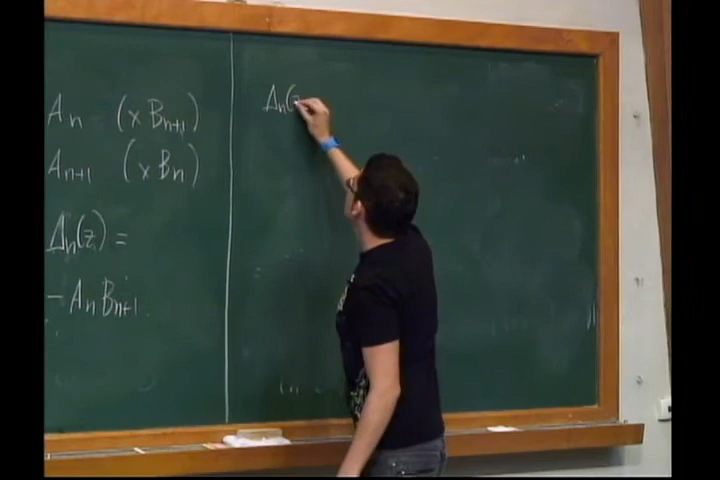 Aₙ (× Bₙ₊₁)
Aₙ₊₁ (× Bₙ)
Δₙ(z) =
− Aₙ Bₙ₊₁
Δₙ(z